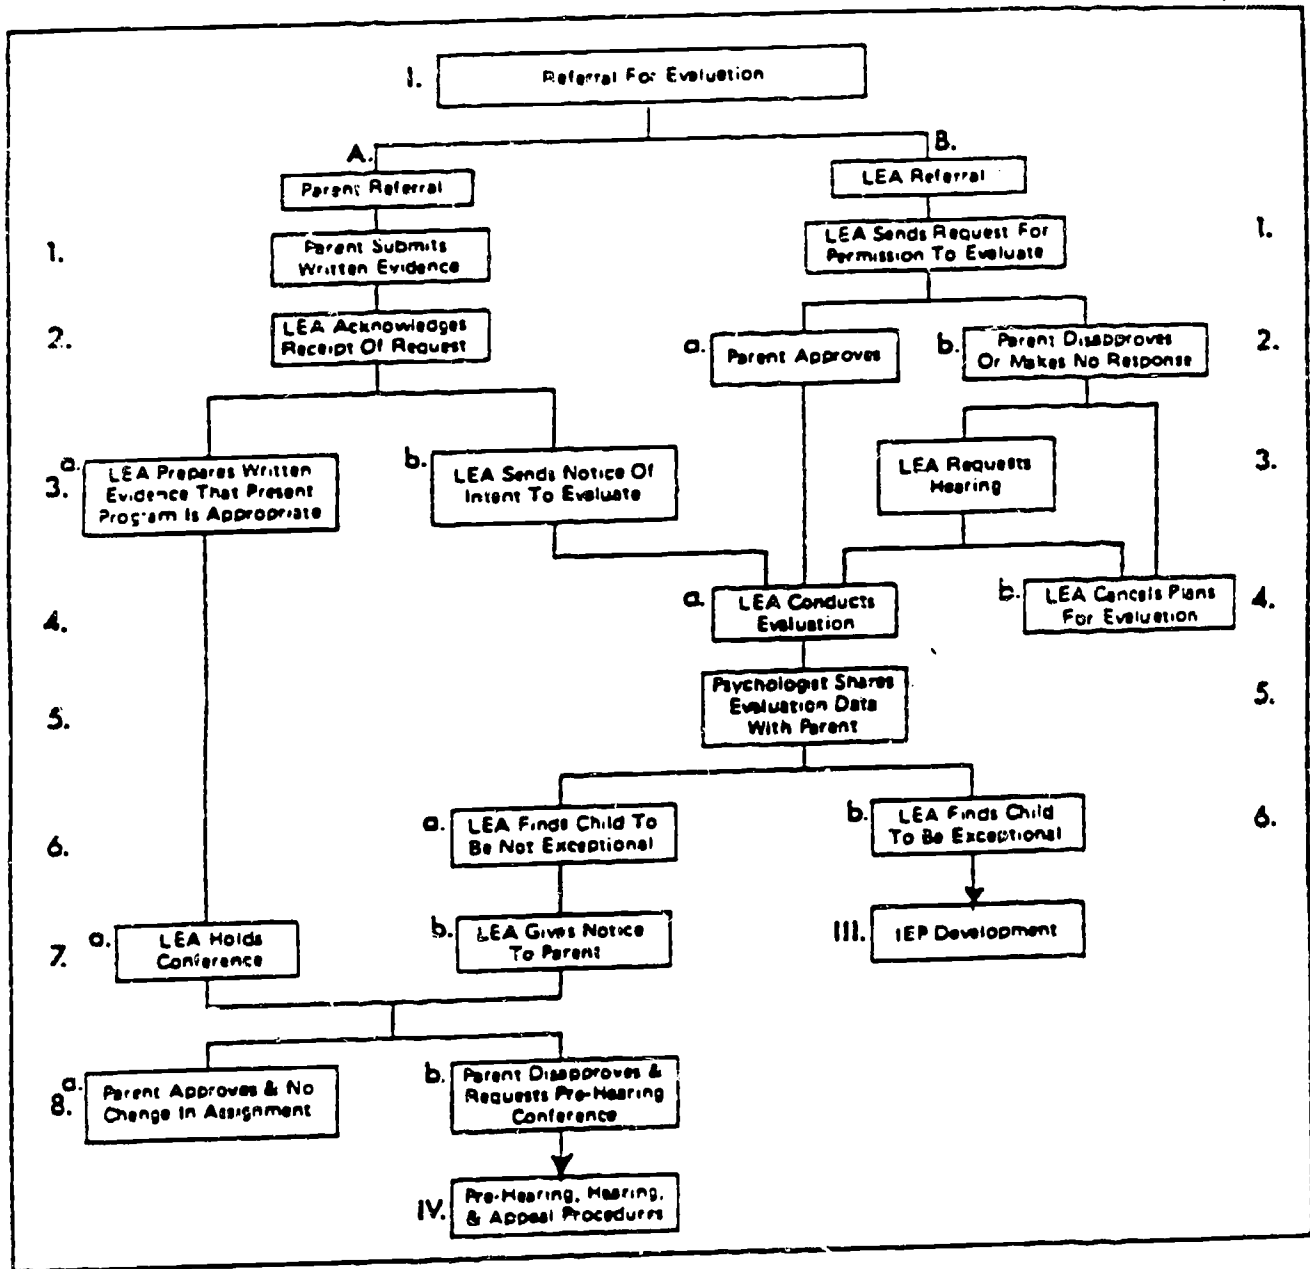 I. Referral For Evaluation
A. B.
Parent Referral
LEA Referral
1. Parent Submits
Written Evidence
LEA Sends Request For
Permission To Evaluate
1.
2. LEA Acknowledges
Receipt Of Request
a. Parent Approves
b. Parent Disapproves
Or Makes No Response
2.
3. a. LEA Prepares Written
Evidence That Present
Program Is Appropriate
b. LEA Sends Notice Of
Intent To Evaluate
LEA Requests
Hearing
3.
4. a. LEA Conducts
Evaluation
b. LEA Cancels Plans
For Evaluation
4.
5. Psychologist Shares
Evaluation Data
With Parent
5.
6. a. LEA Finds Child To
Be Not Exceptional
b. LEA Finds Child
To Be Exceptional
6.
7. a. LEA Holds
Conference
b. LEA Gives Notice
To Parent
III. IEP Development
8. a. Parent Approves & No
Change In Assignment
b. Parent Disapproves &
Requests Pre-Hearing
Conference
IV. Pre-Hearing, Hearing,
& Appeal Procedures